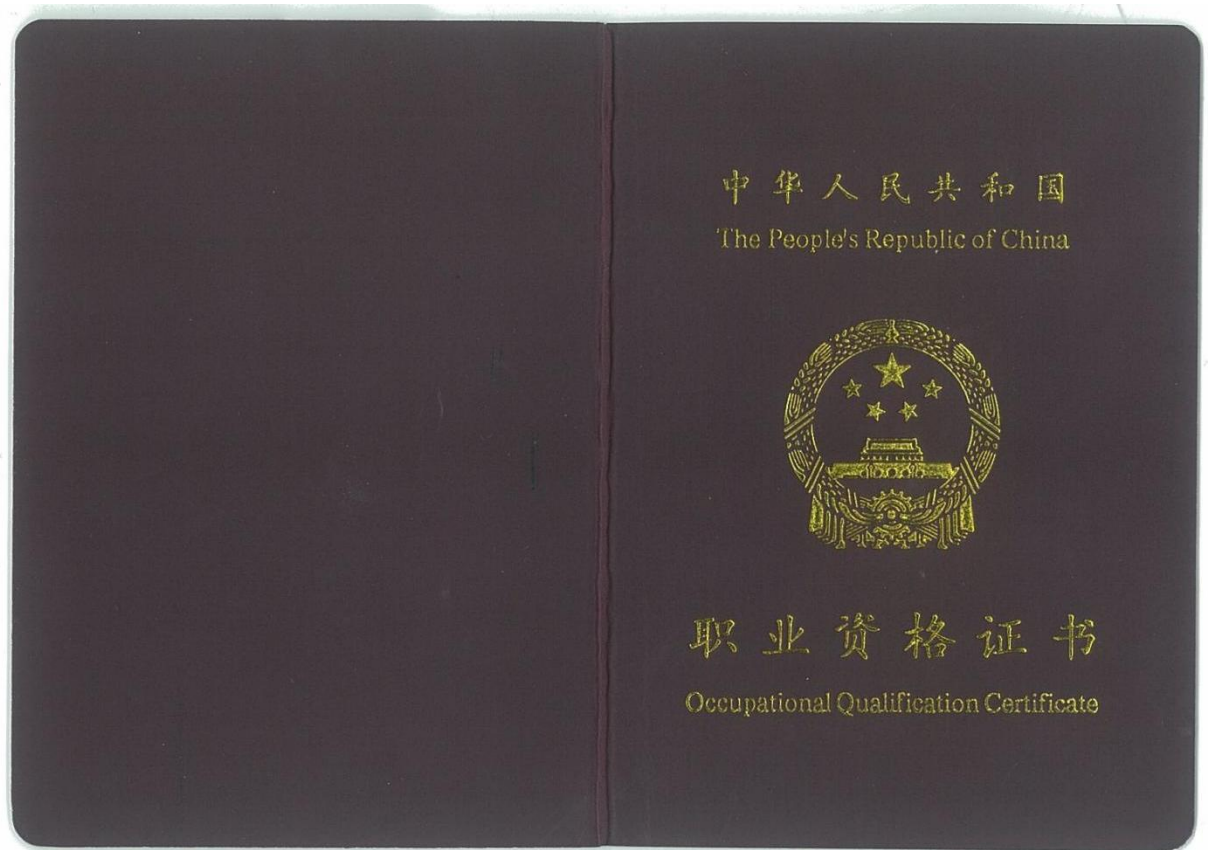 中华人民共和国
The People's Republic of China
职业资格证书
Occupational Qualification Certificate